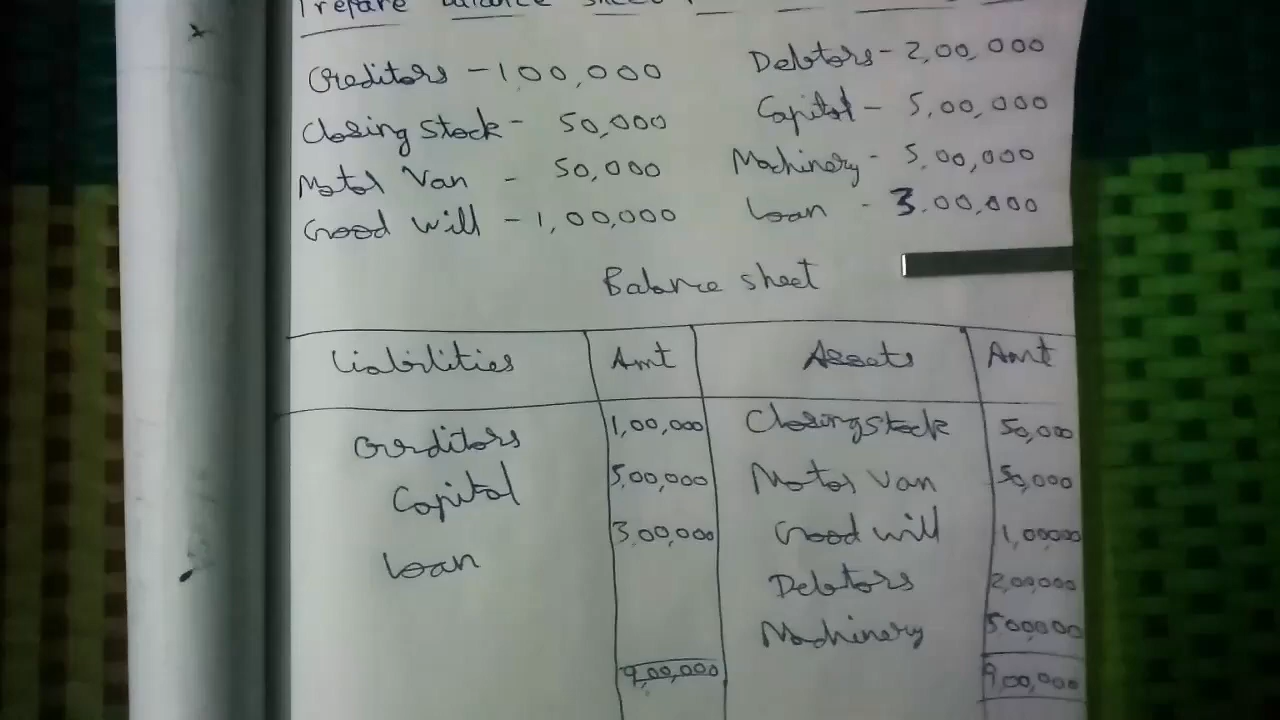 Prepare Balance sheet
Creditors - 1,00,000 Debtors - 2,00,000
Closing stock - 50,000 Capital - 5,00,000
Motor Van - 50,000 Machinery - 5,00,000
Good Will - 1,00,000 Loan - 3,00,000
Balance sheet
Liabilities Amt Assets Amt
Creditors 1,00,000 Closing stock 50,000
Capital 5,00,000 Motor Van 50,000
Loan 3,00,000 Good will 1,00,000
Debtors 2,00,000
Machinery 5,00,000
9,00,000 9,00,000